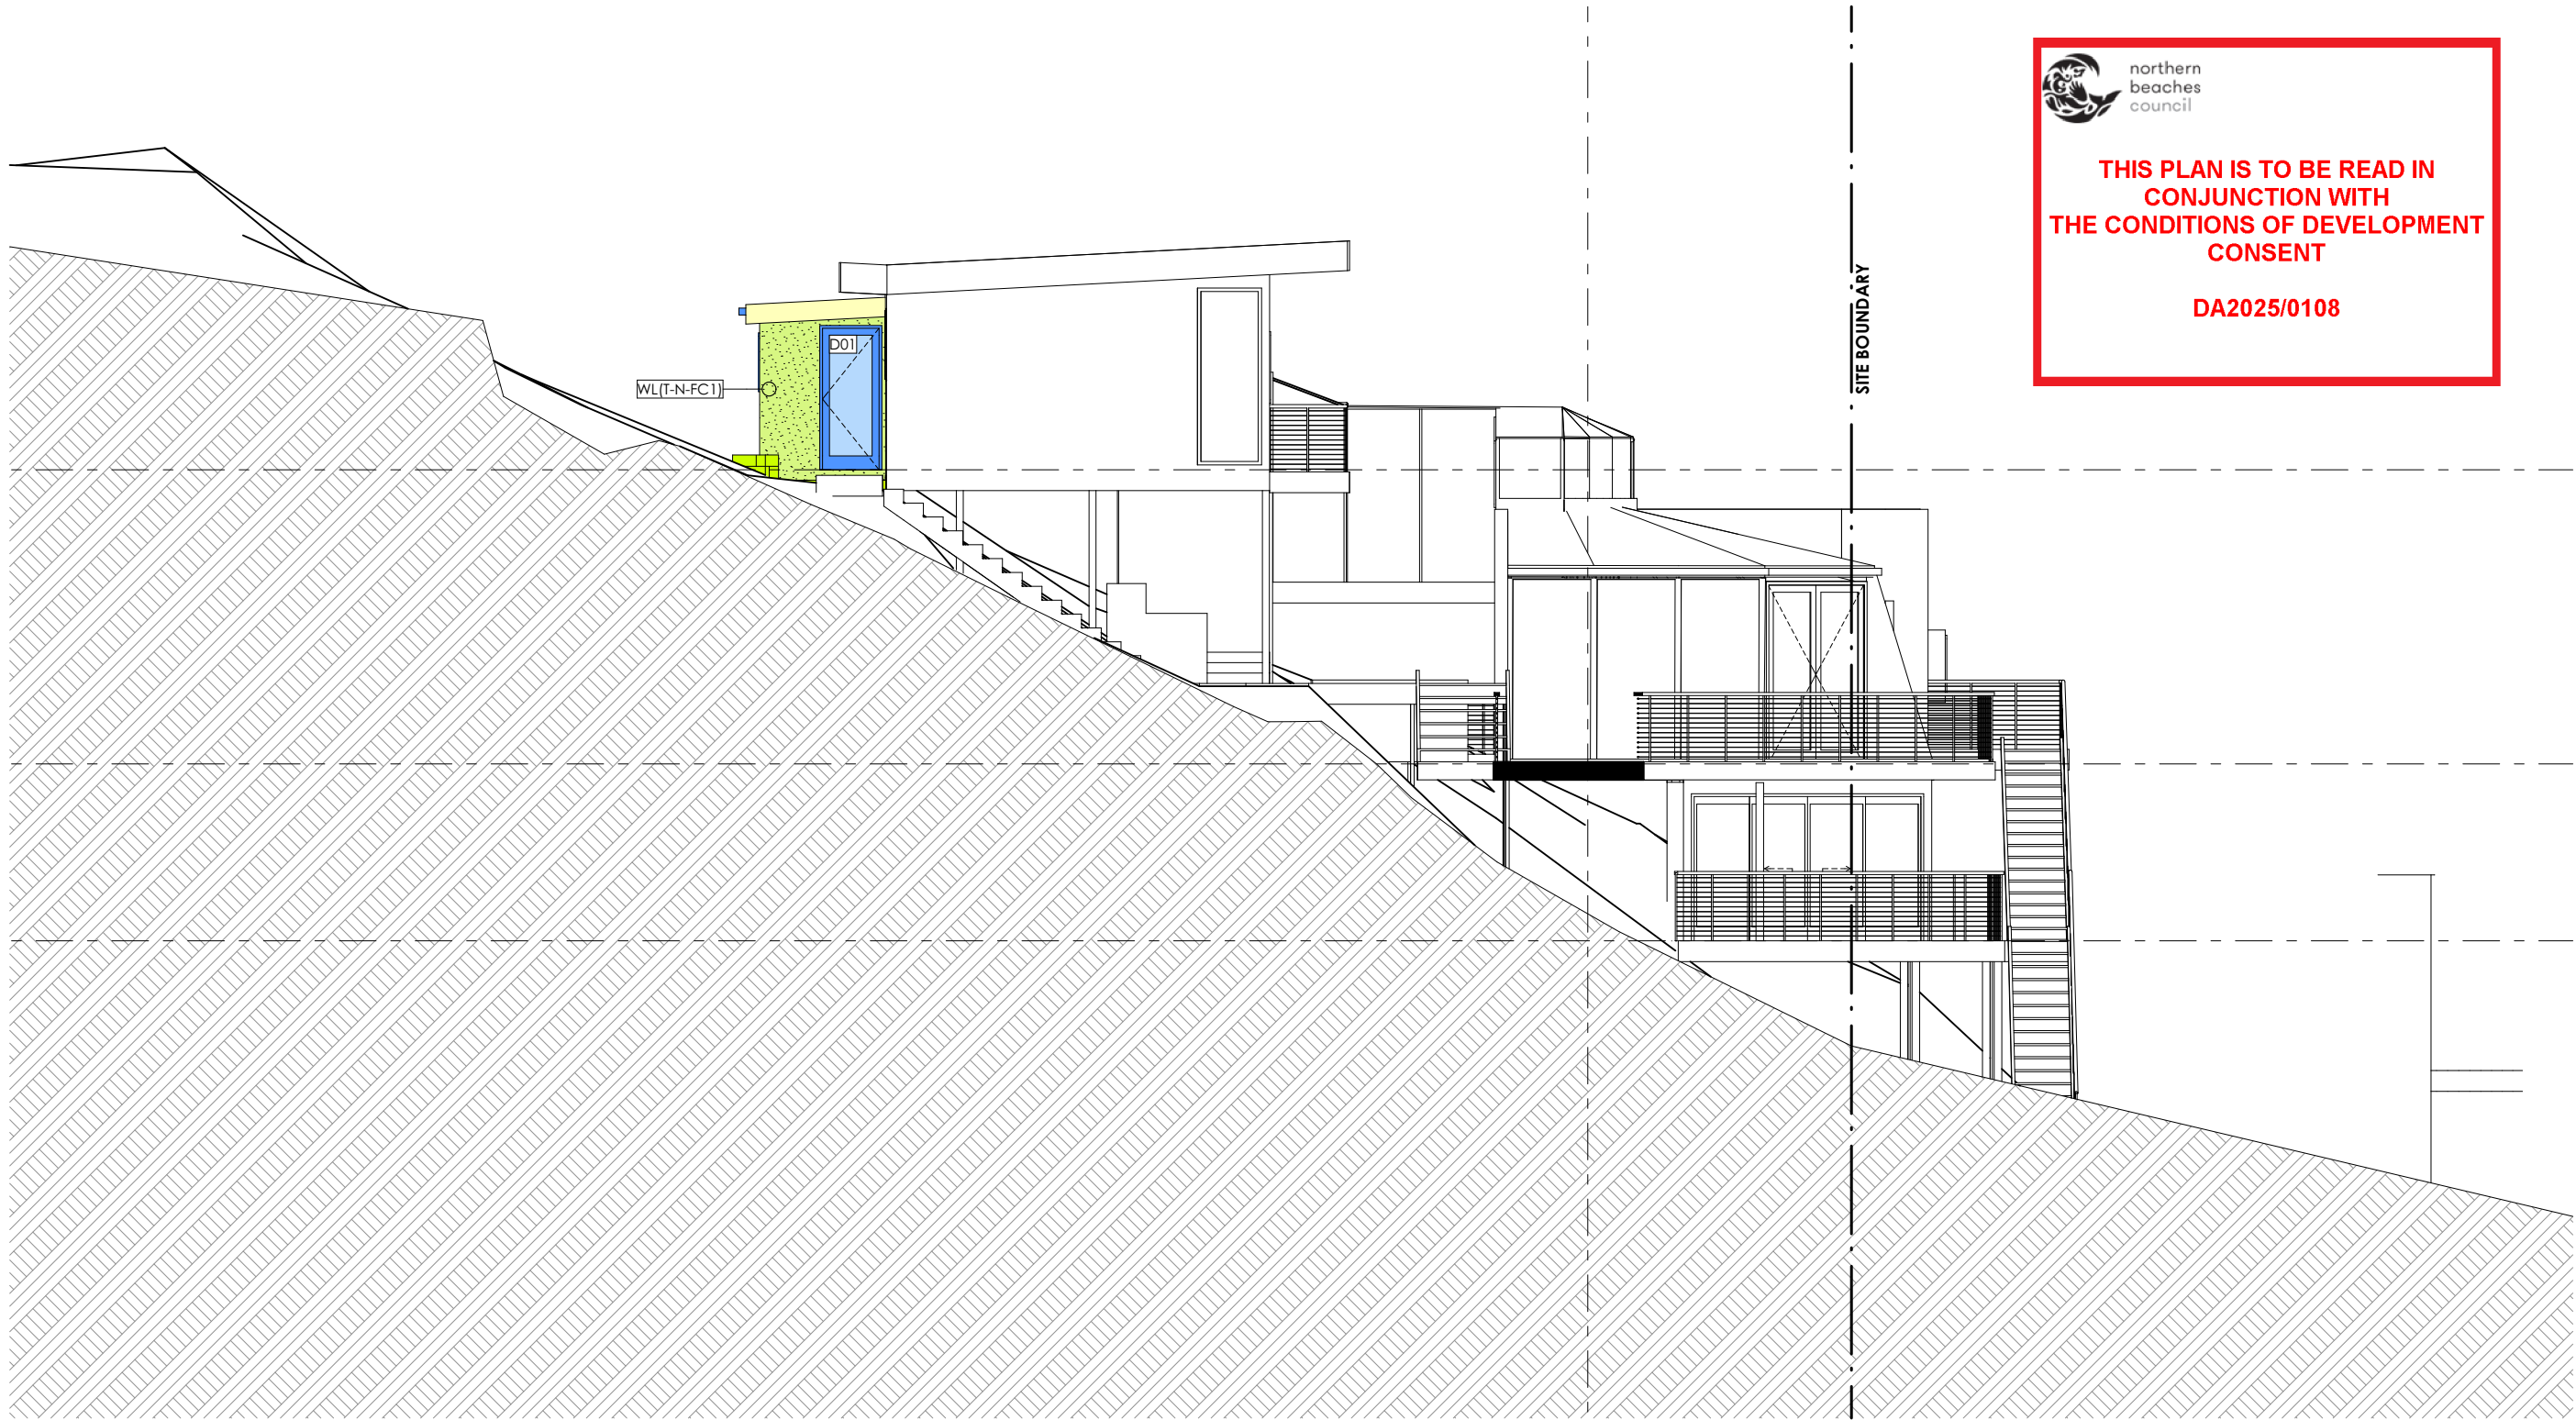 northern
beaches
council
THIS PLAN IS TO BE READ IN
CONJUNCTION WITH
THE CONDITIONS OF DEVELOPMENT
CONSENT
DA2025/0108
SITE BOUNDARY
D01
WL(T-N-FC1)